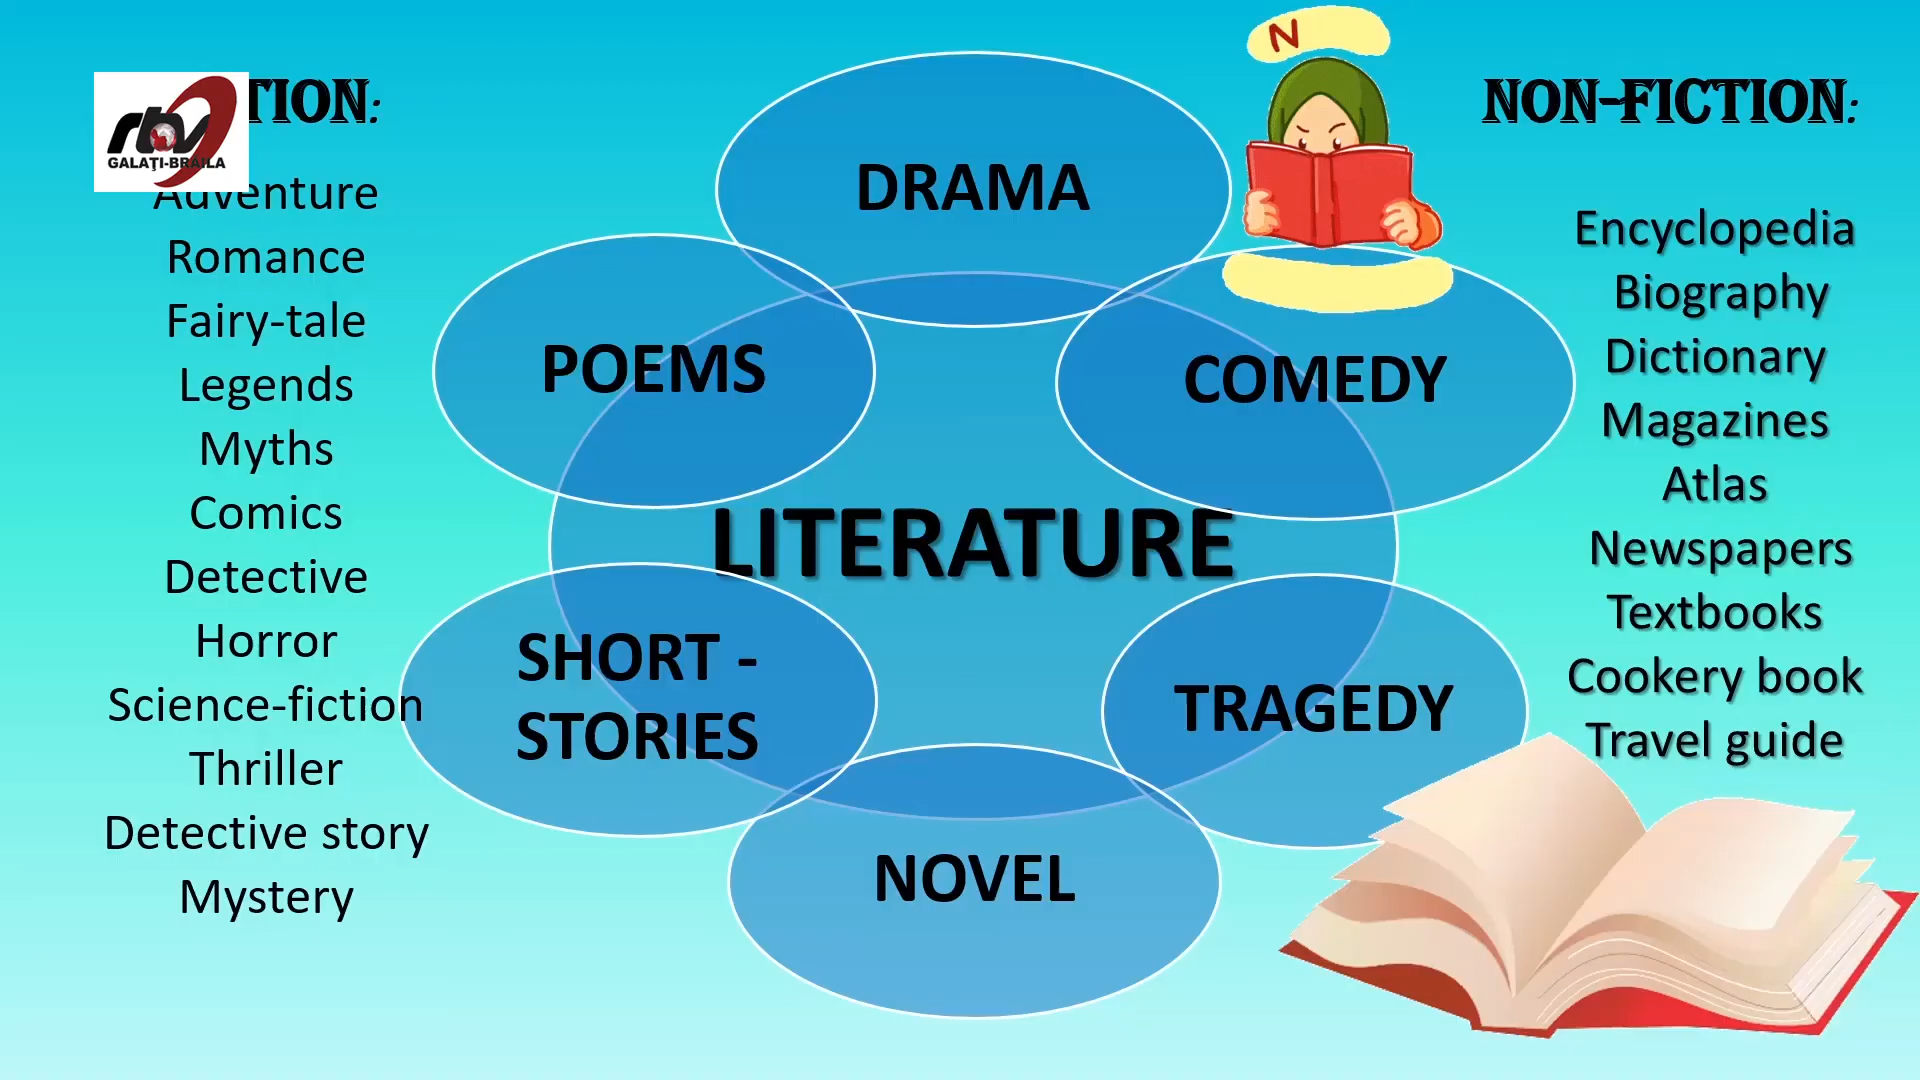 TION:
rtv
GALAŢI-BRĂILA
Adventure
Romance
Fairy-tale
Legends
Myths
Comics
Detective
Horror
Science-fiction
Thriller
Detective story
Mystery
DRAMA
POEMS
COMEDY
LITERATURE
SHORT -
STORIES
TRAGEDY
NOVEL
N
NON-FICTION:
Encyclopedia
Biography
Dictionary
Magazines
Atlas
Newspapers
Textbooks
Cookery book
Travel guide